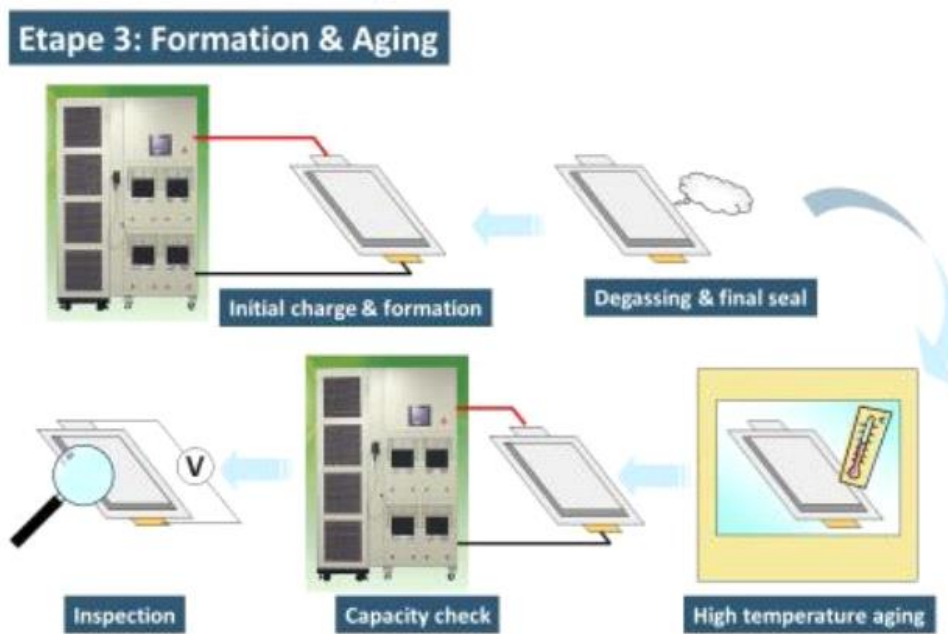 Etape 3: Formation & Aging
Initial charge & formation
Degassing & final seal
V
Inspection
Capacity check
High temperature aging